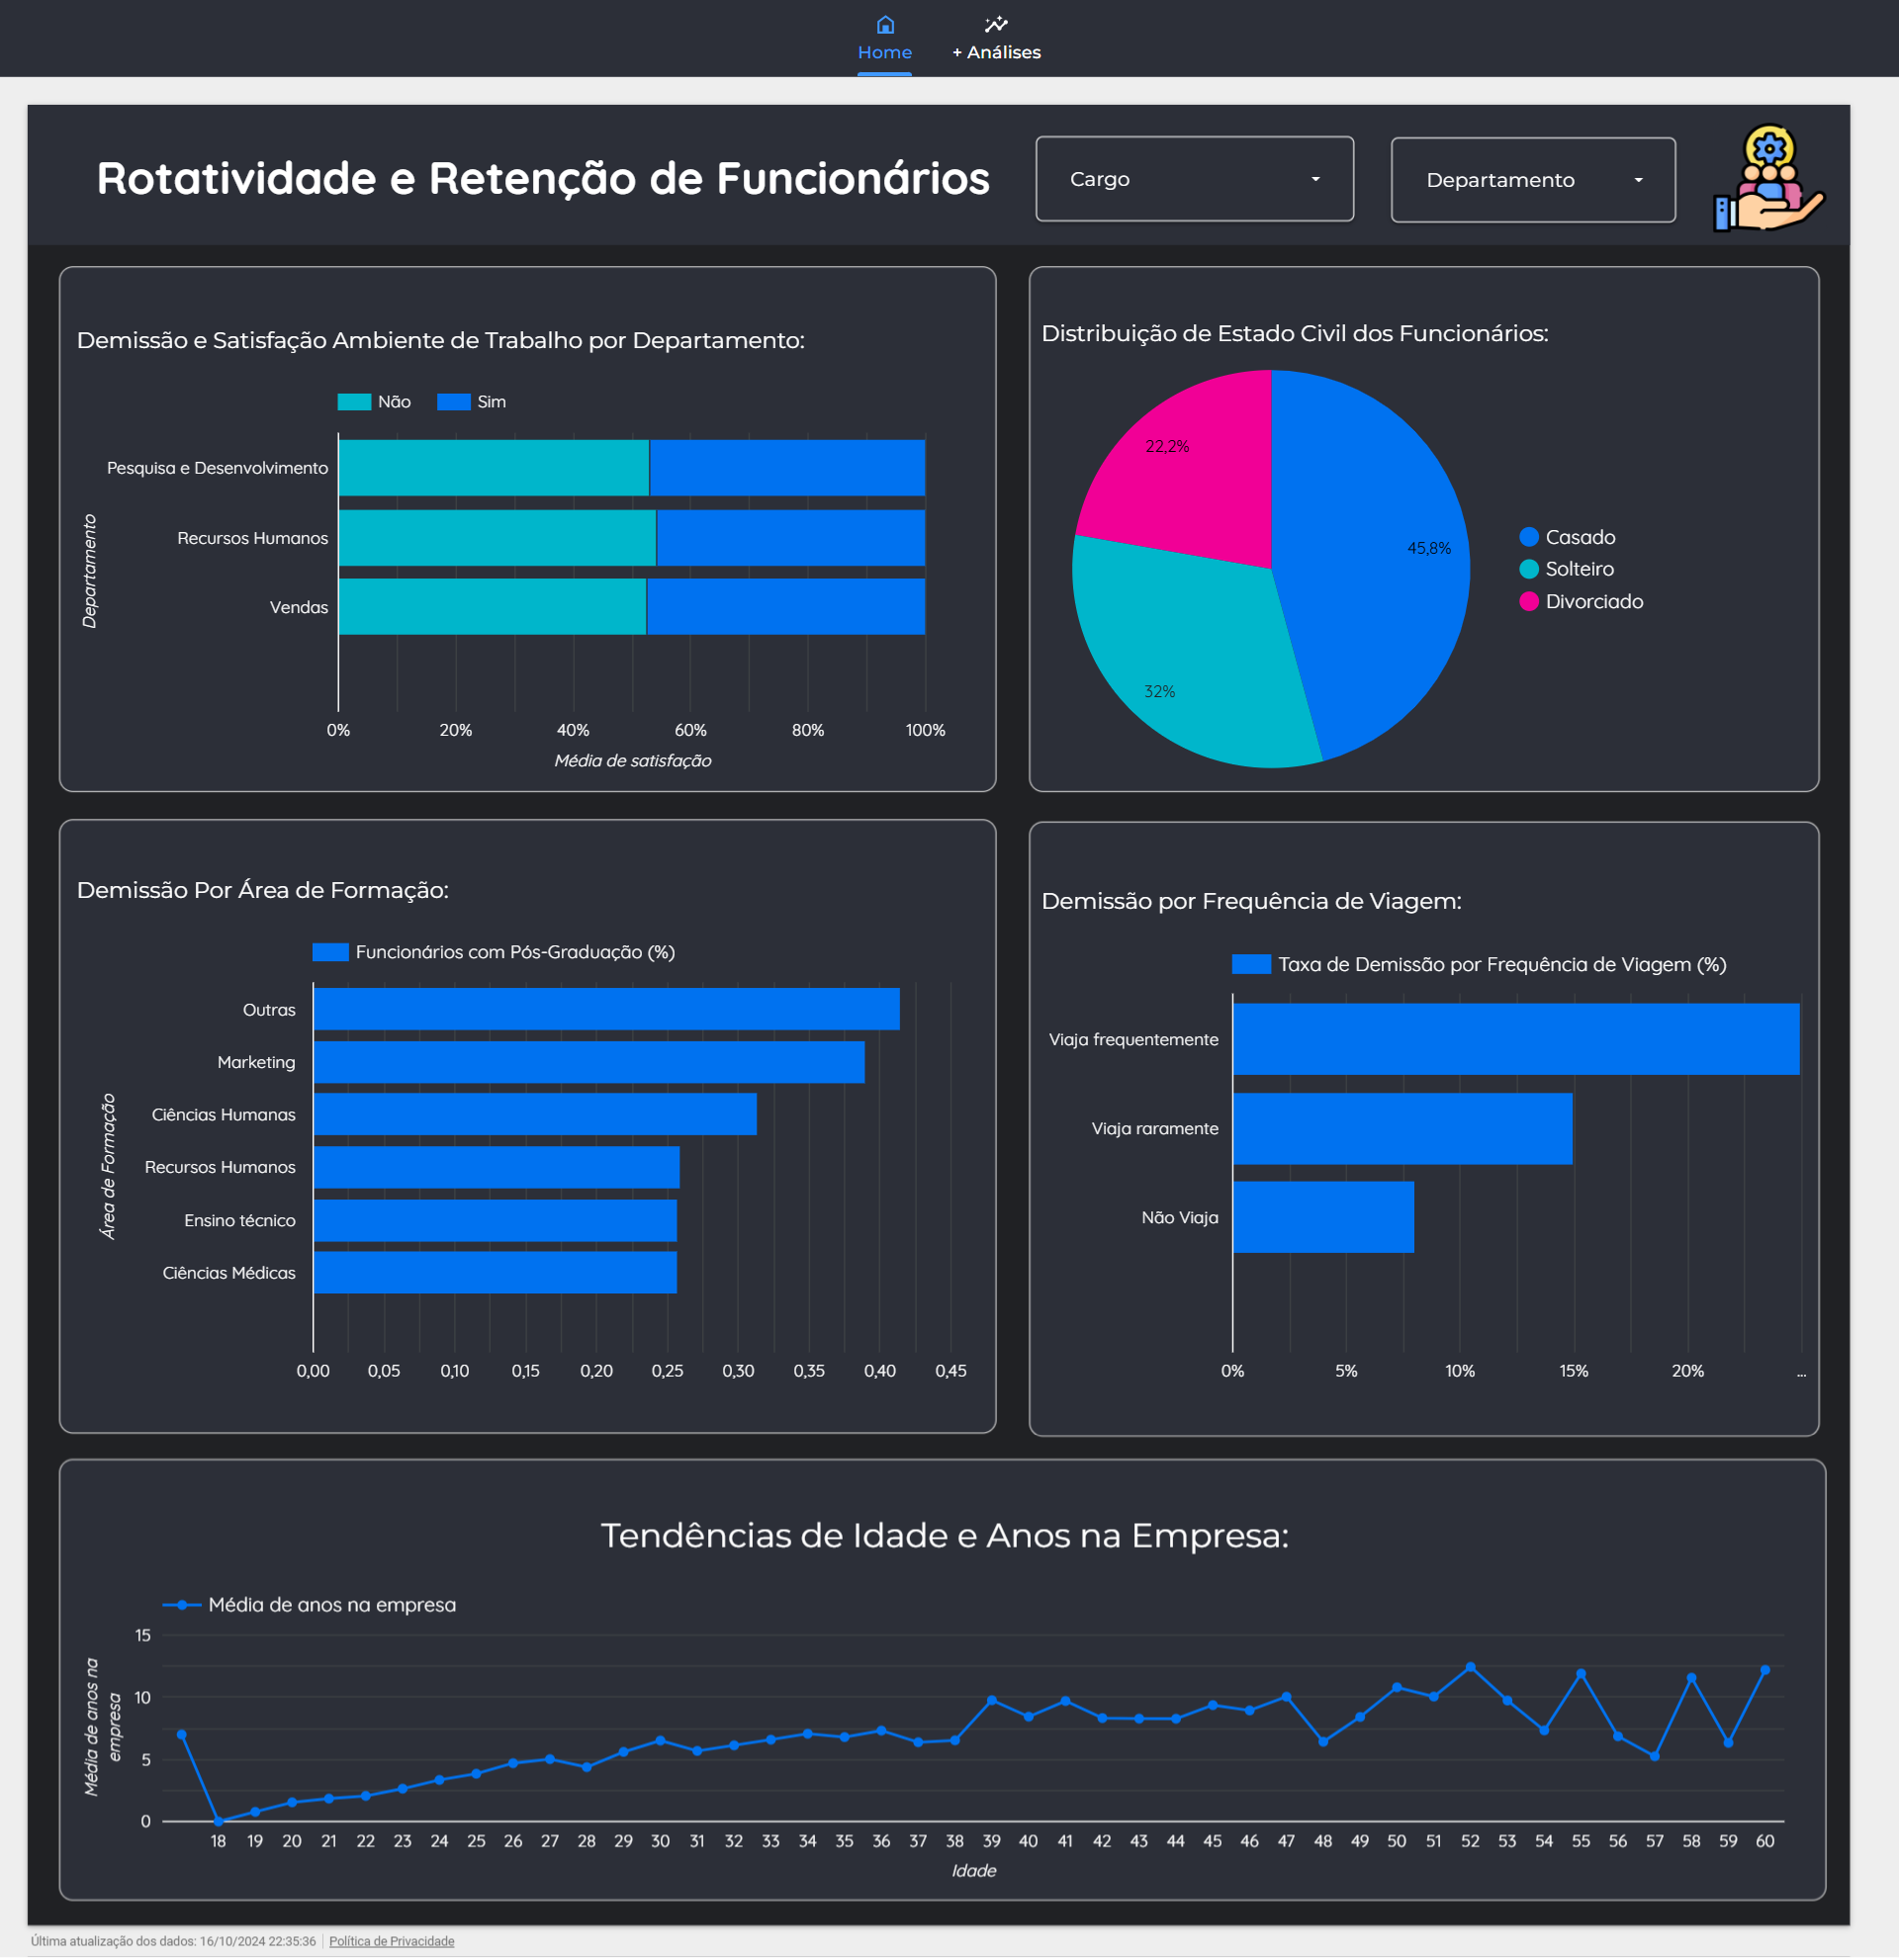 Home
+ Análises
Rotatividade e Retenção de Funcionários
Cargo
Departamento
Demissão e Satisfação Ambiente de Trabalho por Departamento:
Não
Sim
Departamento
Pesquisa e Desenvolvimento
Recursos Humanos
Vendas
0% 20% 40% 60% 80% 100%
Média de satisfação
Distribuição de Estado Civil dos Funcionários:
22,2%
45,8%
32%
Casado
Solteiro
Divorciado
Demissão Por Área de Formação:
Funcionários com Pós-Graduação (%)
Área de Formação
Outras
Marketing
Ciências Humanas
Recursos Humanos
Ensino técnico
Ciências Médicas
0,00 0,05 0,10 0,15 0,20 0,25 0,30 0,35 0,40 0,45
Demissão por Frequência de Viagem:
Taxa de Demissão por Frequência de Viagem (%)
Viaja frequentemente
Viaja raramente
Não Viaja
0% 5% 10% 15% 20% ...
Tendências de Idade e Anos na Empresa:
Média de anos na empresa
Média de anos na
empresa
15
10
5
0
18 19 20 21 22 23 24 25 26 27 28 29 30 31 32 33 34 35 36 37 38 39 40 41 42 43 44 45 46 47 48 49 50 51 52 53 54 55 56 57 58 59 60
Idade
Última atualização dos dados: 16/10/2024 22:35:36
Política de Privacidade